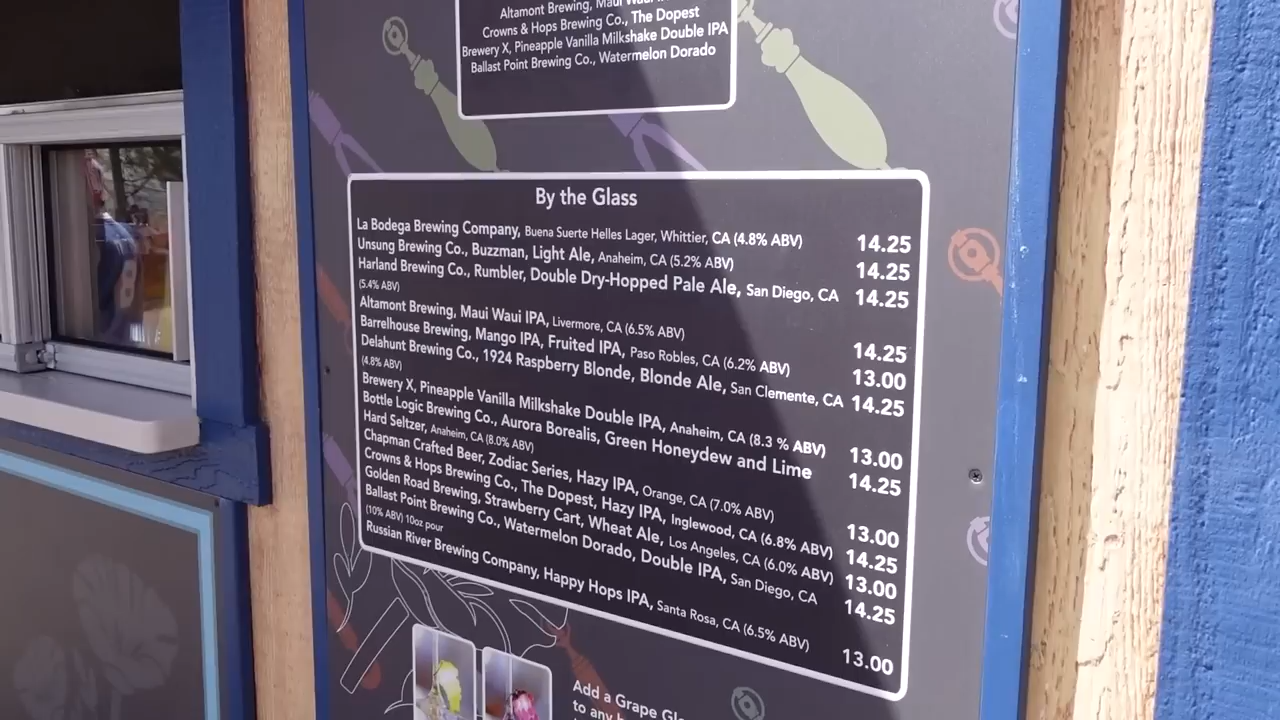 Altamont Brewing, Maui Waui
Crowns & Hops Brewing Co., The Dopest
Brewery X, Pineapple Vanilla Milkshake Double IPA
Ballast Point Brewing Co., Watermelon Dorado
By the Glass
La Bodega Brewing Company, Buena Suerte Helles Lager, Whittier, CA (4.8% ABV) 14.25
Unsung Brewing Co., Buzzman, Light Ale, Anaheim, CA (5.2% ABV) 14.25
Harland Brewing Co., Rumbler, Double Dry-Hopped Pale Ale, San Diego, CA 14.25
(5.4% ABV)
Altamont Brewing, Maui Waui IPA, Livermore, CA (6.5% ABV) 14.25
Barrelhouse Brewing, Mango IPA, Fruited IPA, Paso Robles, CA (6.2% ABV) 13.00
Delahunt Brewing Co., 1924 Raspberry Blonde, Blonde Ale, San Clemente, CA 14.25
(4.8% ABV)
Brewery X, Pineapple Vanilla Milkshake Double IPA, Anaheim, CA (8.3 % ABV) 13.00
Bottle Logic Brewing Co., Aurora Borealis, Green Honeydew and Lime 14.25
Hard Seltzer, Anaheim, CA (8.0% ABV)
Chapman Crafted Beer, Zodiac Series, Hazy IPA, Orange, CA (7.0% ABV) 13.00
Crowns & Hops Brewing Co., The Dopest, Hazy IPA, Inglewood, CA (6.8% ABV) 14.25
Golden Road Brewing, Strawberry Cart, Wheat Ale, Los Angeles, CA (6.0% ABV) 13.00
Ballast Point Brewing Co., Watermelon Dorado, Double IPA, San Diego, CA 14.25
(10% ABV) 10oz pour
Russian River Brewing Company, Happy Hops IPA, Santa Rosa, CA (6.5% ABV) 13.00
Add a Grape
to any